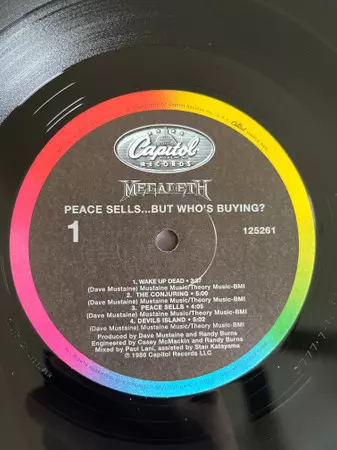 Capitol
RECORDS
MEGADETH
PEACE SELLS...BUT WHO'S BUYING?
1
125261
1. WAKE UP DEAD • 3:37
(Dave Mustaine) Mustaine Music/Theory Music-BMI
2. THE CONJURING • 5:00
(Dave Mustaine) Mustaine Music/Theory Music-BMI
3. PEACE SELLS • 4:05
(Dave Mustaine) Mustaine Music/Theory Music-BMI
4. DEVILS ISLAND • 5:02
(Dave Mustaine) Mustaine Music/Theory Music-BMI
Produced by Dave Mustaine and Randy Burns
Engineered by Casey McMackin and Randy Burns
Mixed by Paul Lani, assisted by Stan Katayama
℗ 1986 Capitol Records LLC